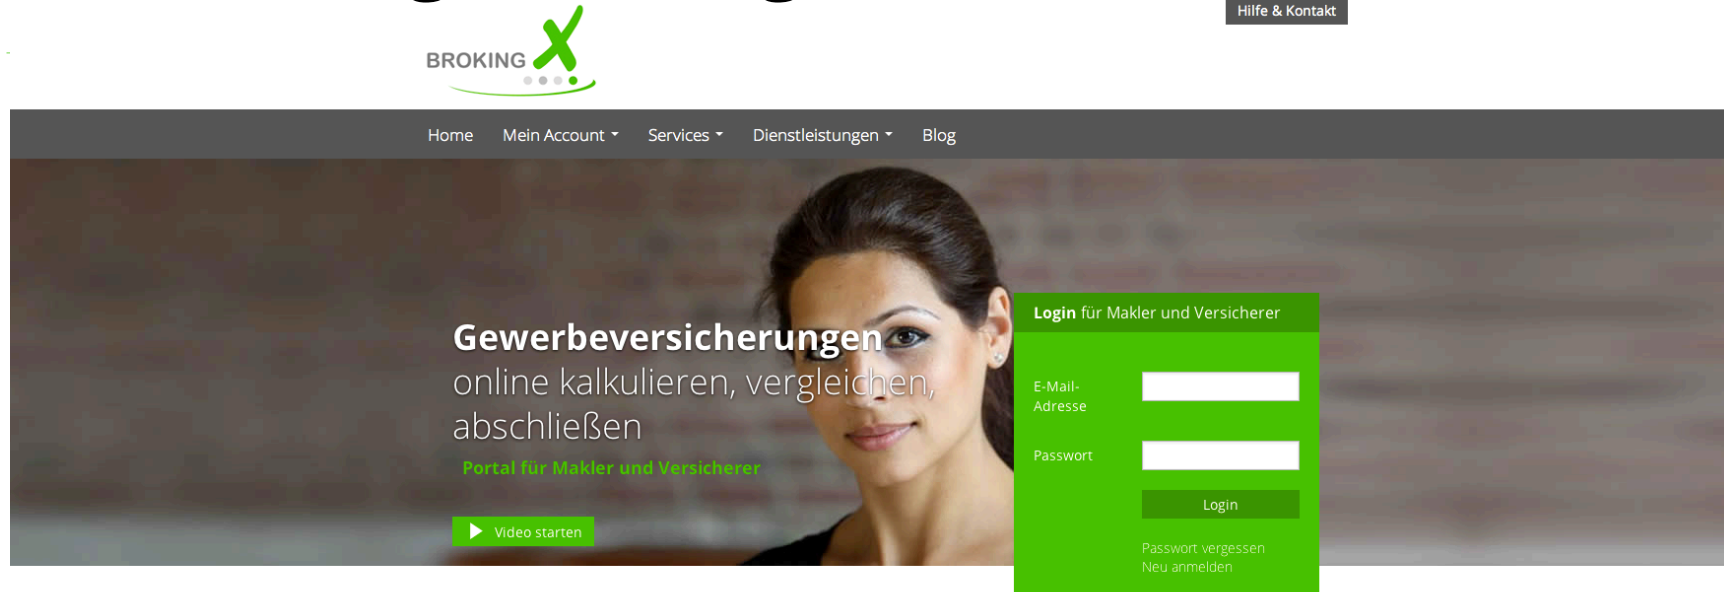 Hilfe & Kontakt
BROKING X
Home Mein Account Services Dienstleistungen Blog
Gewerbeversicherungen
online kalkulieren, vergleichen,
abschließen
Portal für Makler und Versicherer
Video starten
Login für Makler und Versicherer
E-Mail-
Adresse
Passwort
Login
Passwort vergessen
Neu anmelden